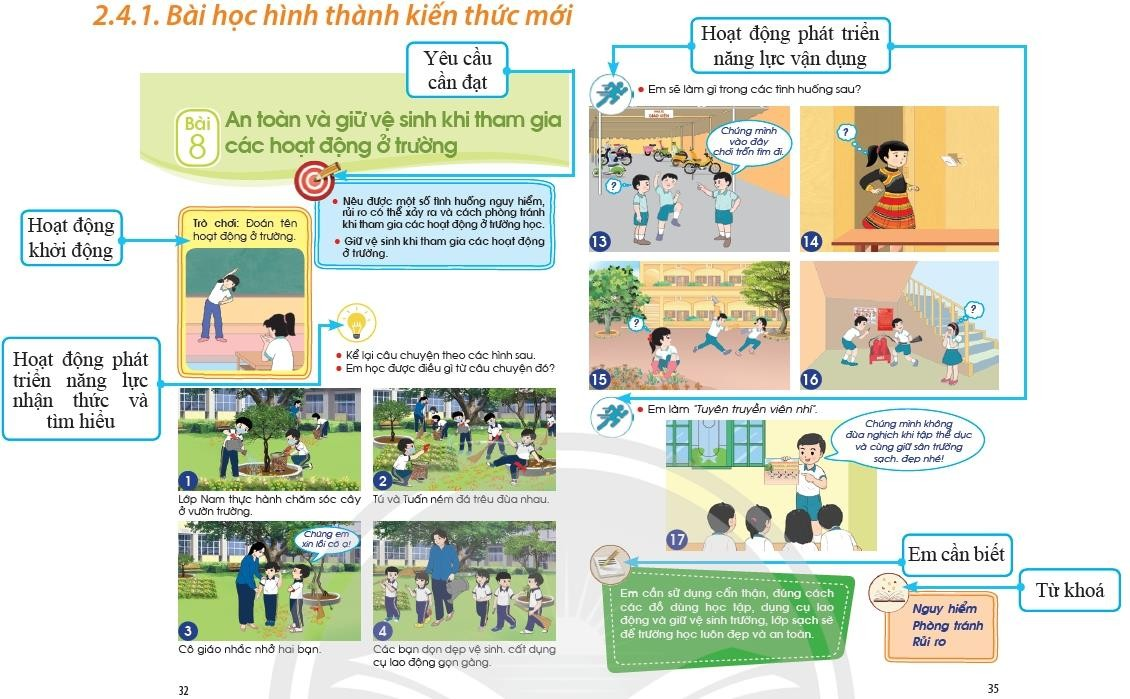 2.4.1. Bài học hình thành kiến thức mới
Yêu cầu
cần đạt
Bài
8
An toàn và giữ vệ sinh khi tham gia
các hoạt động ở trường
• Nêu được một số tình huống nguy hiểm,
rủi ro có thể xảy ra và cách phòng tránh
khi tham gia các hoạt động ở trường học.
• Giữ vệ sinh khi tham gia các hoạt động
ở trường.
Hoạt động
khởi động
Trò chơi: Đoán tên
hoạt động ở trường.
Hoạt động phát
triển năng lực
nhận thức và
tìm hiểu
• Kể lại câu chuyện theo các hình sau.
• Em học được điều gì từ câu chuyện đó?
1
Lớp Nam thực hành chăm sóc cây
ở vườn trường.
2
Tú và Tuấn ném đá trêu đùa nhau.
Chúng em
xin lỗi cô ạ!
3
Cô giáo nhắc nhở hai bạn.
4
Các bạn dọn dẹp vệ sinh. cất dụng
cụ lao động gọn gàng.
32
Hoạt động phát triển
năng lực vận dụng
• Em sẽ làm gì trong các tình huống sau?
GIÁO VIÊN
Chúng mình
vào đây
chơi trốn tìm đi.
?
13
?
14
?
15
?
16
• Em làm "Tuyên truyền viên nhí".
Chúng mình không
đùa nghịch khi tập thể dục
và cùng giữ sân trường
sạch. đẹp nhé!
17
Em cần biết
Em cần sử dụng cẩn thận, đúng cách
các đồ dùng học tập, dụng cụ lao
động và giữ vệ sinh trường, lớp sạch sẽ
để trường học luôn đẹp và an toàn.
Từ khoá
Nguy hiểm
Phòng tránh
Rủi ro
35